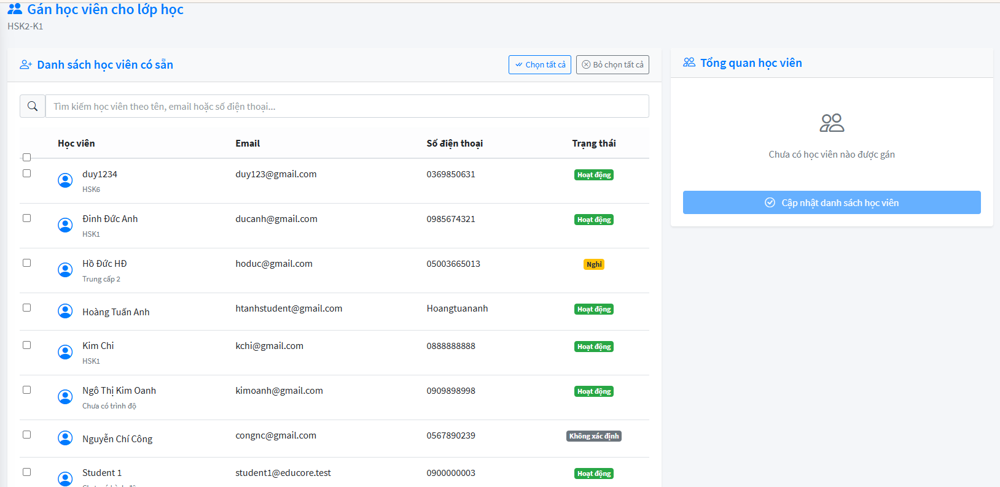 Gán học viên cho lớp học
HSK2-K1
Danh sách học viên có sẵn
Chọn tất cả
Bỏ chọn tất cả
Tìm kiếm học viên theo tên, email hoặc số điện thoại...
Học viên Email Số điện thoại Trạng thái
duy1234 duy123@gmail.com 0369850631 Hoạt động
HSK6
Đinh Đức Anh ducanh@gmail.com 0985674321 Hoạt động
HSK1
Hồ Đức HĐ hoduc@gmail.com 05003665013 Nghỉ
Trung cấp 2
Hoàng Tuấn Anh htanhstudent@gmail.com Hoangtuananh Hoạt động
Kim Chi kchi@gmail.com 0888888888 Hoạt động
HSK1
Ngô Thị Kim Oanh kimoanh@gmail.com 0909898998 Hoạt động
Chưa có trình độ
Nguyễn Chí Công congnc@gmail.com 0567890239 Không xác định
Student 1 student1@educore.test 0900000003 Hoạt động
Tổng quan học viên
Chưa có học viên nào được gán
Cập nhật danh sách học viên